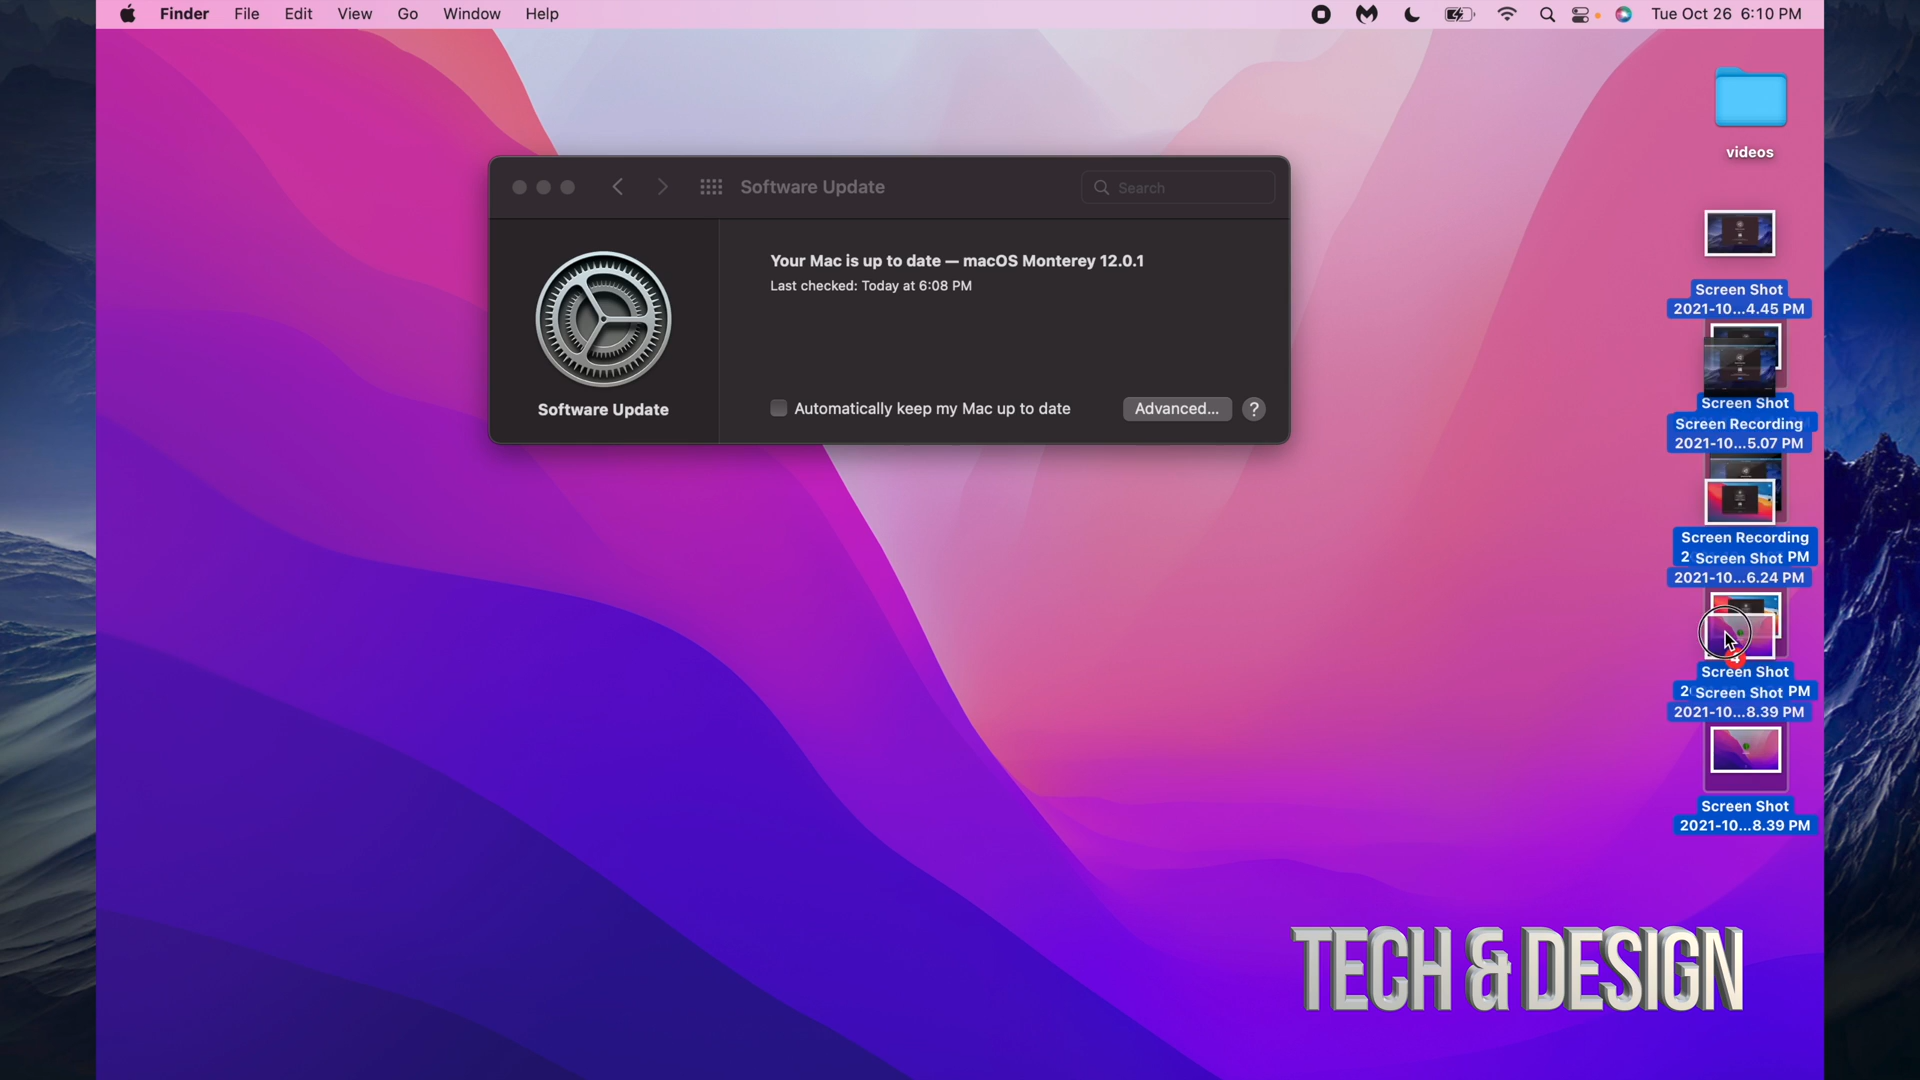 Finder File Edit View Go Window Help Tue Oct 26 6:10 PM
videos
Software Update
Search
Your Mac is up to date — macOS Monterey 12.0.1
Last checked: Today at 6:08 PM
Software Update
Automatically keep my Mac up to date
Advanced...
?
Screen Shot
2021-10...4.45 PM
Screen Shot
Screen Recording
2021-10...5.07 PM
Screen Recording
Screen Shot PM
2021-10...6.24 PM
Screen Shot
Screen Shot PM
2021-10...8.39 PM
Screen Shot
2021-10...8.39 PM
TECH & DESIGN